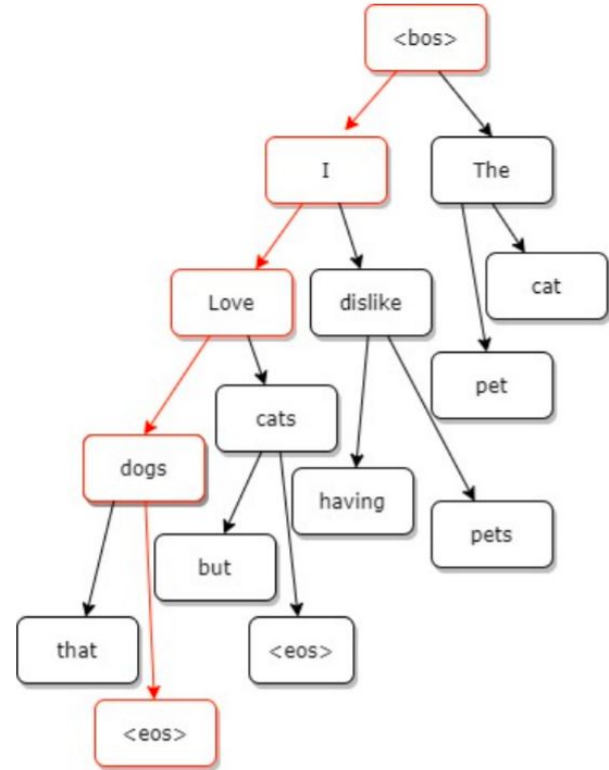 <bos>
I
The
Love
dislike
cat
pet
cats
dogs
having
pets
but
that
<eos>
<eos>